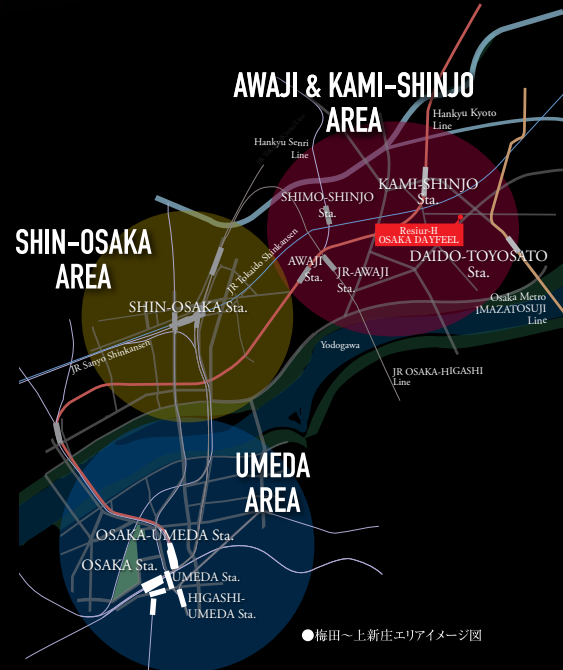 AWAJI & KAMI-SHINJO
AREA
Hankyu Kyoto
Line
Hankyu Senri
Line
KAMI-SHINJO
Sta.
SHIMO-SHINJO
Sta.
Resiur-H
OSAKA DAYFEEL
SHIN-OSAKA
AREA
JR Tokaido Shinkansen
AWAJI
Sta.
JR-AWAJI
Sta.
DAIDO-TOYOSATO
Sta.
SHIN-OSAKA Sta.
Osaka Metro
IMAZATOSUJI
Line
JR Sanyo Shinkansen
Yodogawa
JR OSAKA-HIGASHI
Line
UMEDA
AREA
OSAKA-UMEDA Sta.
OSAKA Sta.
UMEDA Sta.
HIGASHI-
UMEDA Sta.
●梅田～上新庄エリアイメージ図